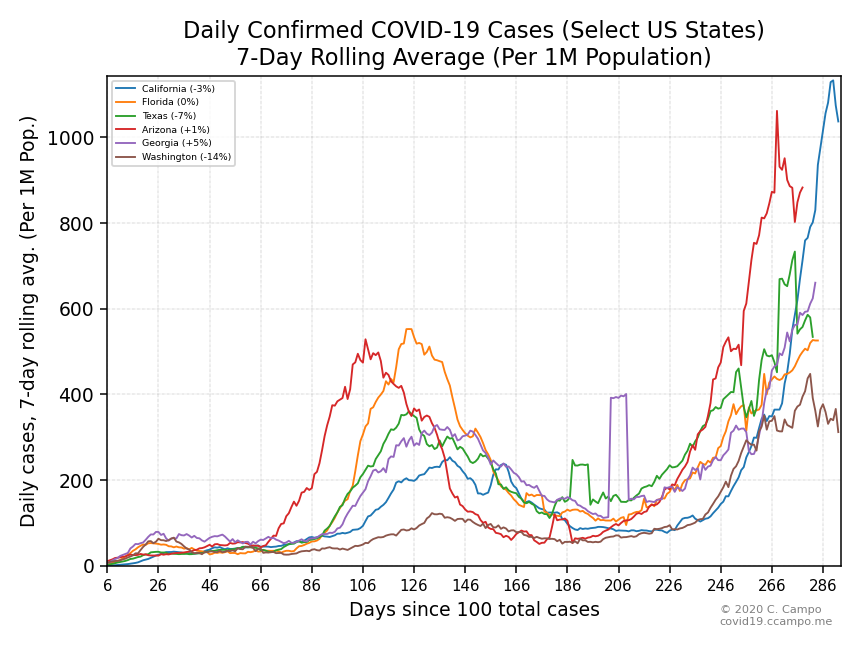 Daily Confirmed COVID-19 Cases (Select US States)
7-Day Rolling Average (Per 1M Population)
California (-3%)
Florida (0%)
Texas (-7%)
Arizona (+1%)
Georgia (+5%)
Washington (-14%)
Daily cases, 7-day rolling avg. (Per 1M Pop.)
1000
800
600
400
200
0
6 26 46 66 86 106 126 146 166 186 206 226 246 266 286
Days since 100 total cases
© 2020 C. Campo
covid19.ccampo.me